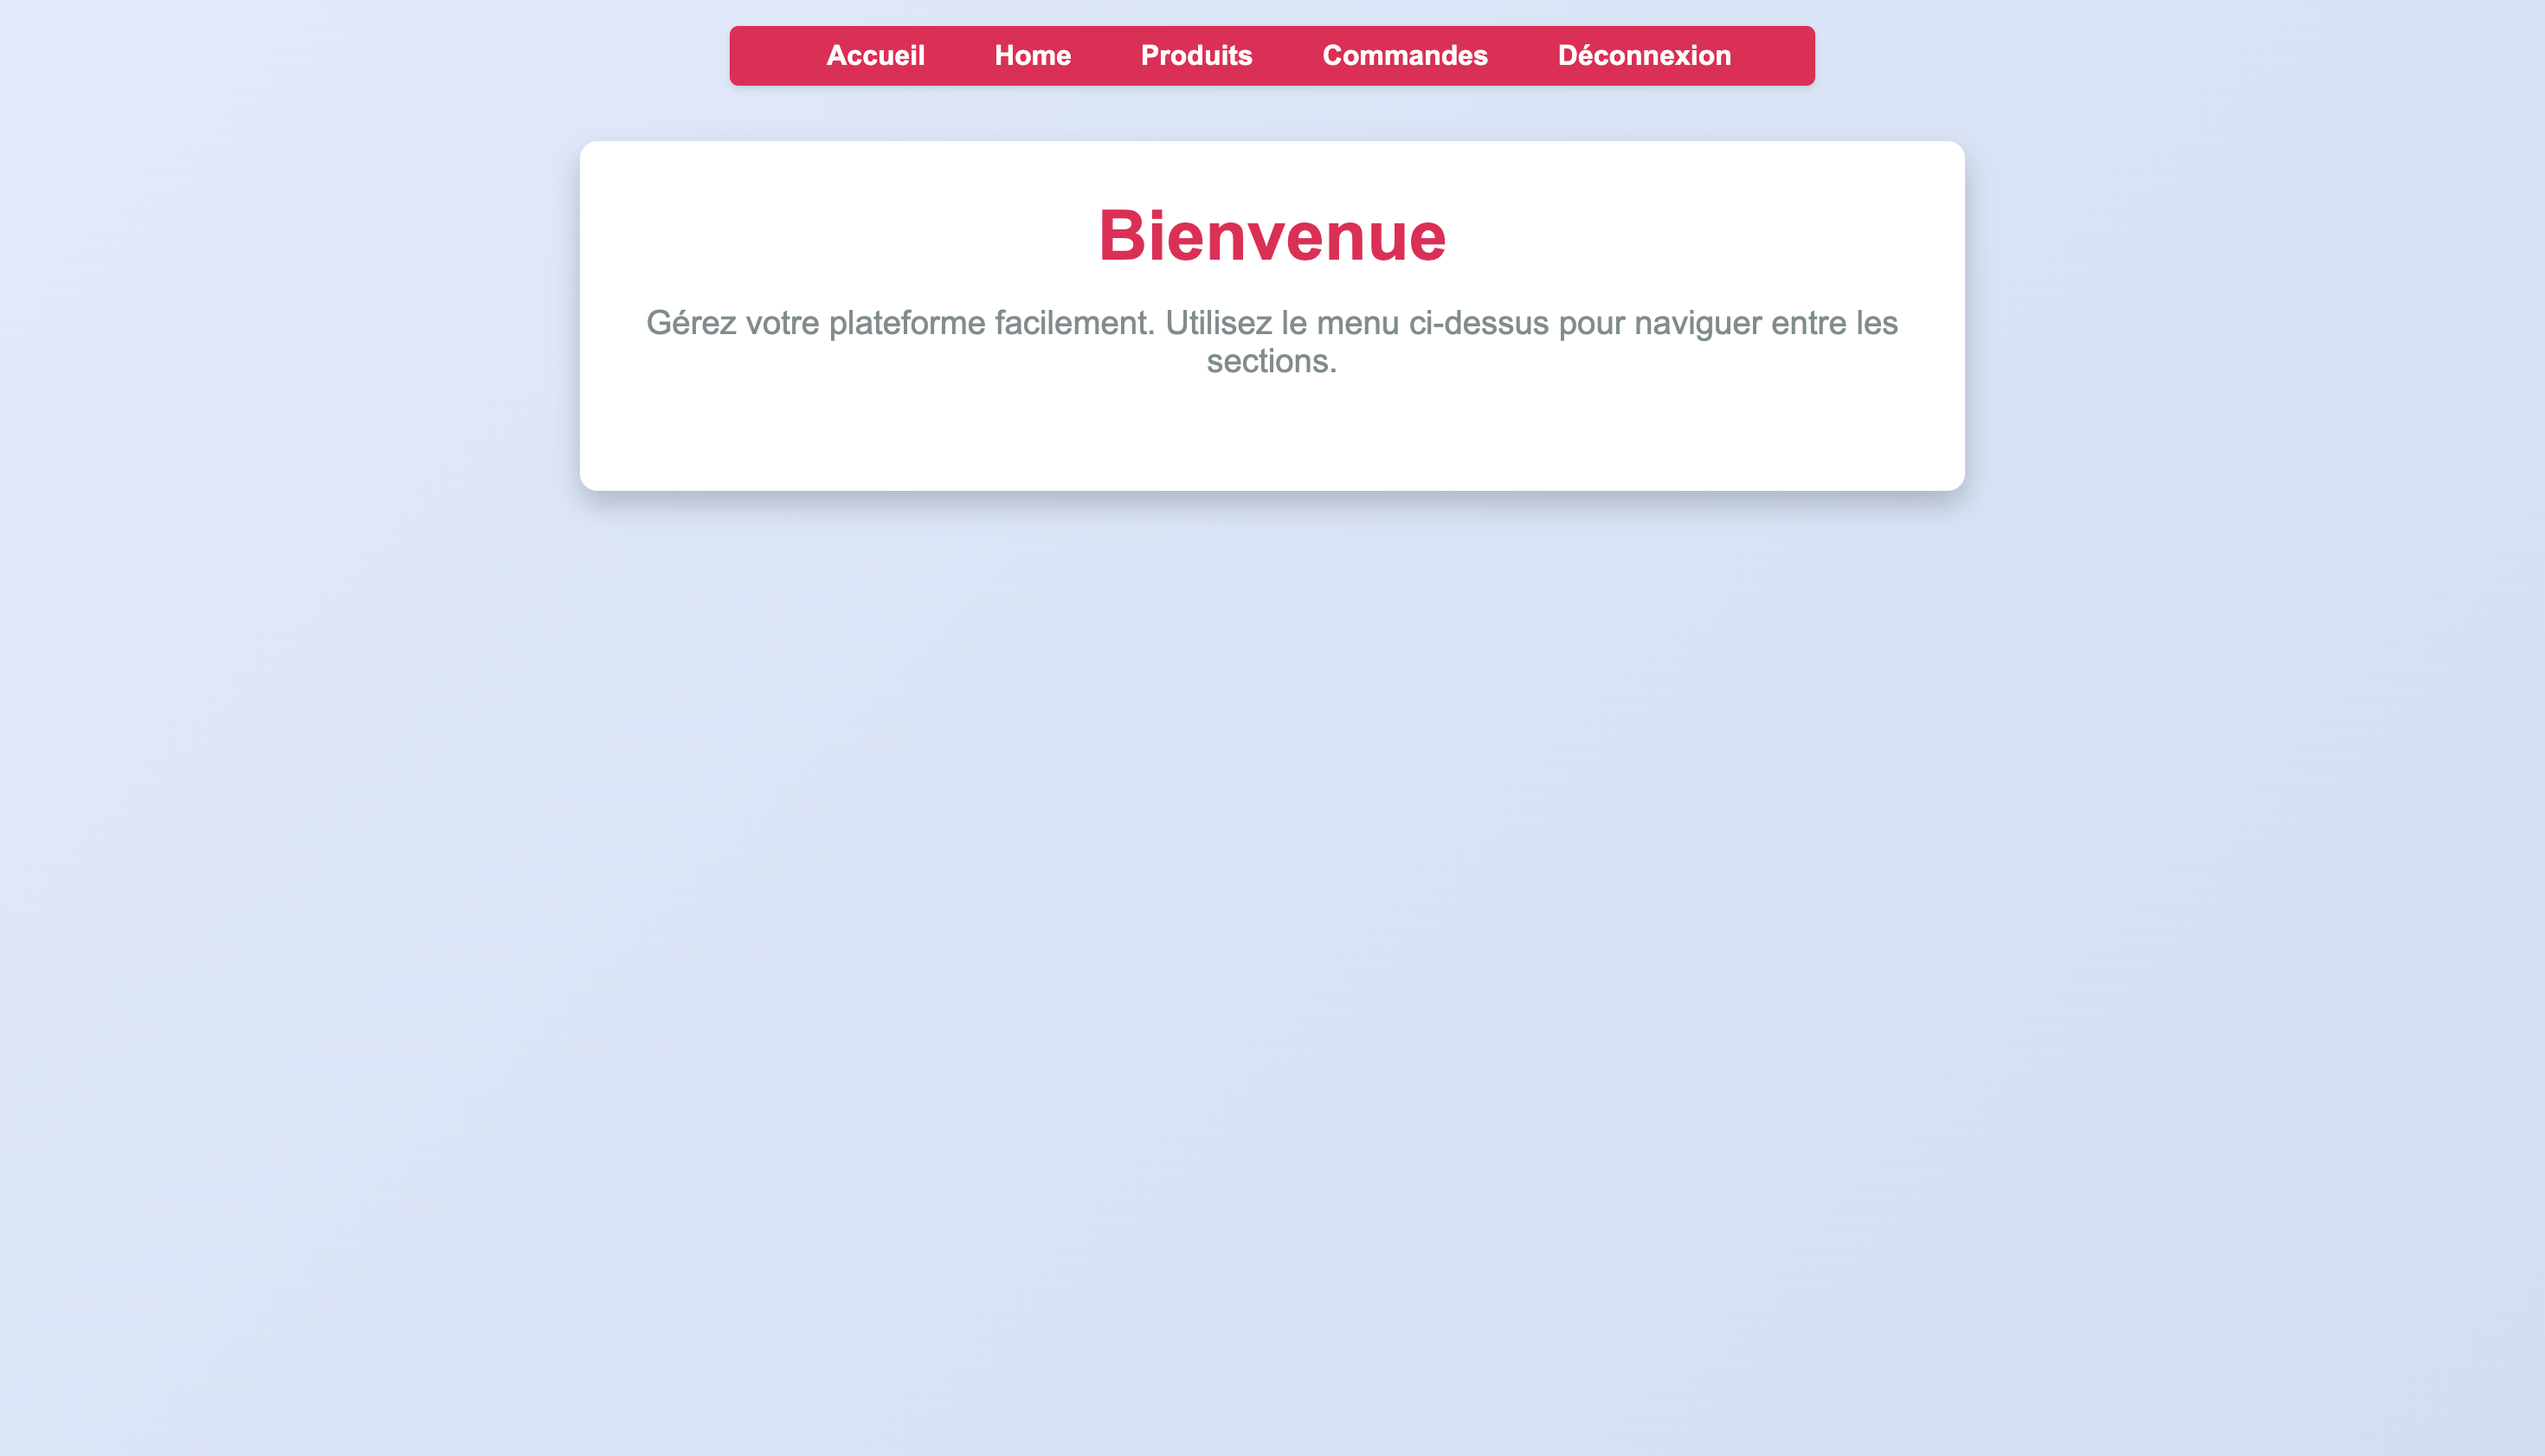 Accueil Home Produits Commandes Déconnexion
Bienvenue
Gérez votre plateforme facilement. Utilisez le menu ci-dessus pour naviguer entre les
sections.